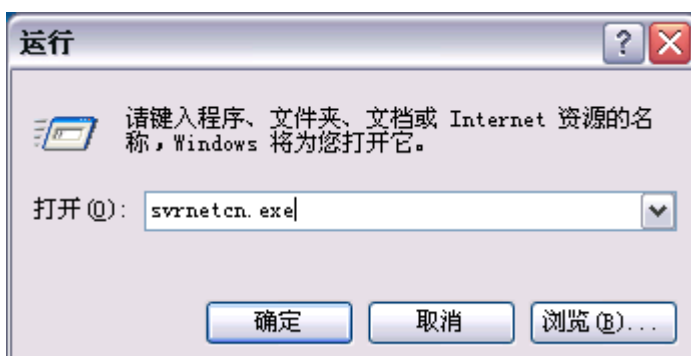 运行
请键入程序、文件夹、文档或 Internet 资源的名
称,Windows 将为您打开它。
打开(O): svrnetcn.exe
确定 取消 浏览(B)...